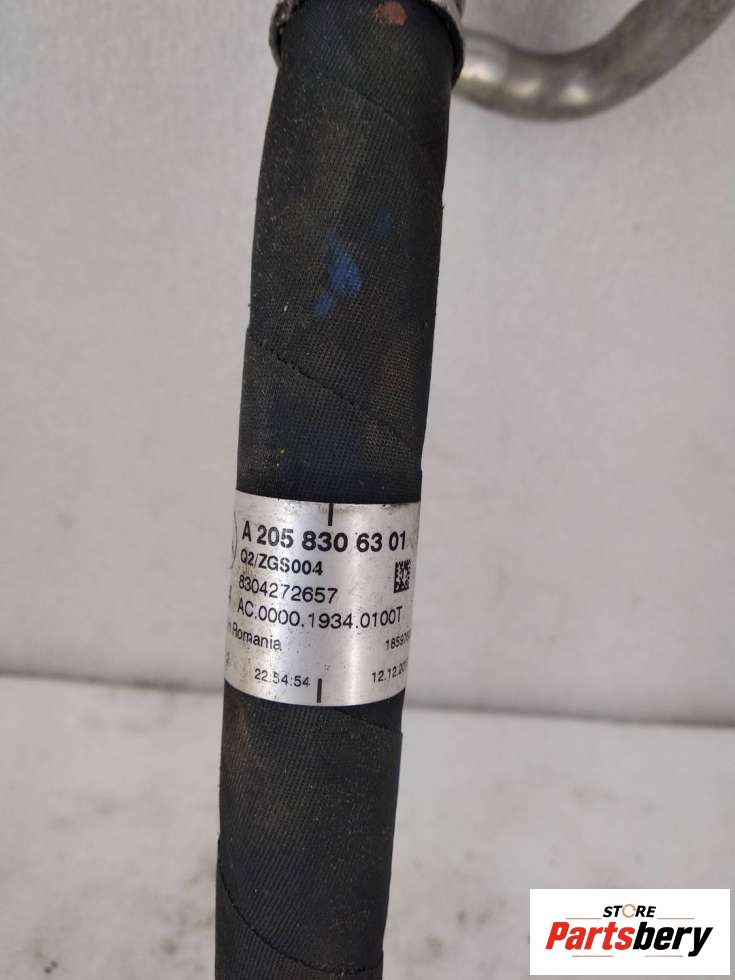 A 205 830 63 01
Q2/ZGS004
8304272657
AC.0000.1934.0100T
Romania
22:54:54
STORE
Partsbery